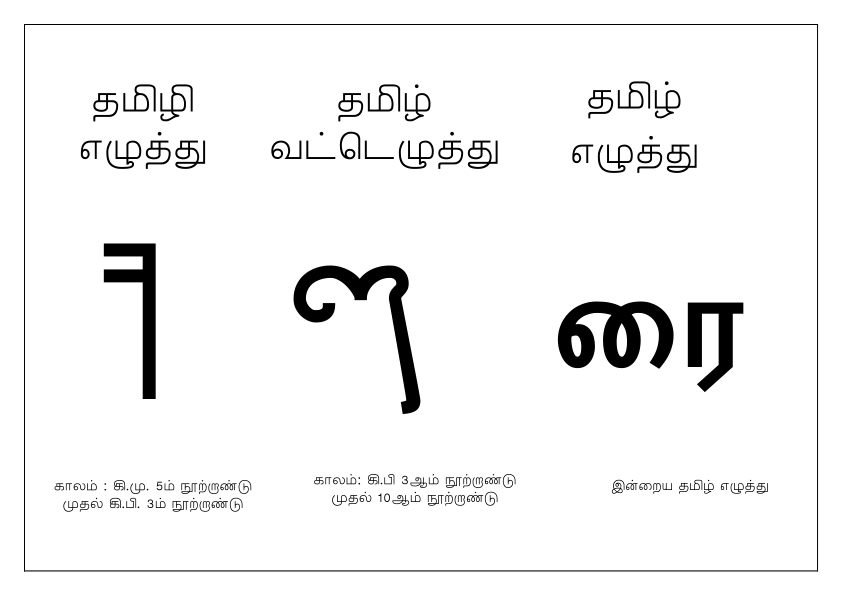 தமிழி
எழுத்து
தமிழ்
வட்டெழுத்து
தமிழ்
எழுத்து
ரை
காலம் : கி.மு. 5ம் நூற்றாண்டு
முதல் கி.பி. 3ம் நூற்றாண்டு
காலம்: கி.பி 3ஆம் நூற்றாண்டு
முதல் 10ஆம் நூற்றாண்டு
இன்றைய தமிழ் எழுத்து